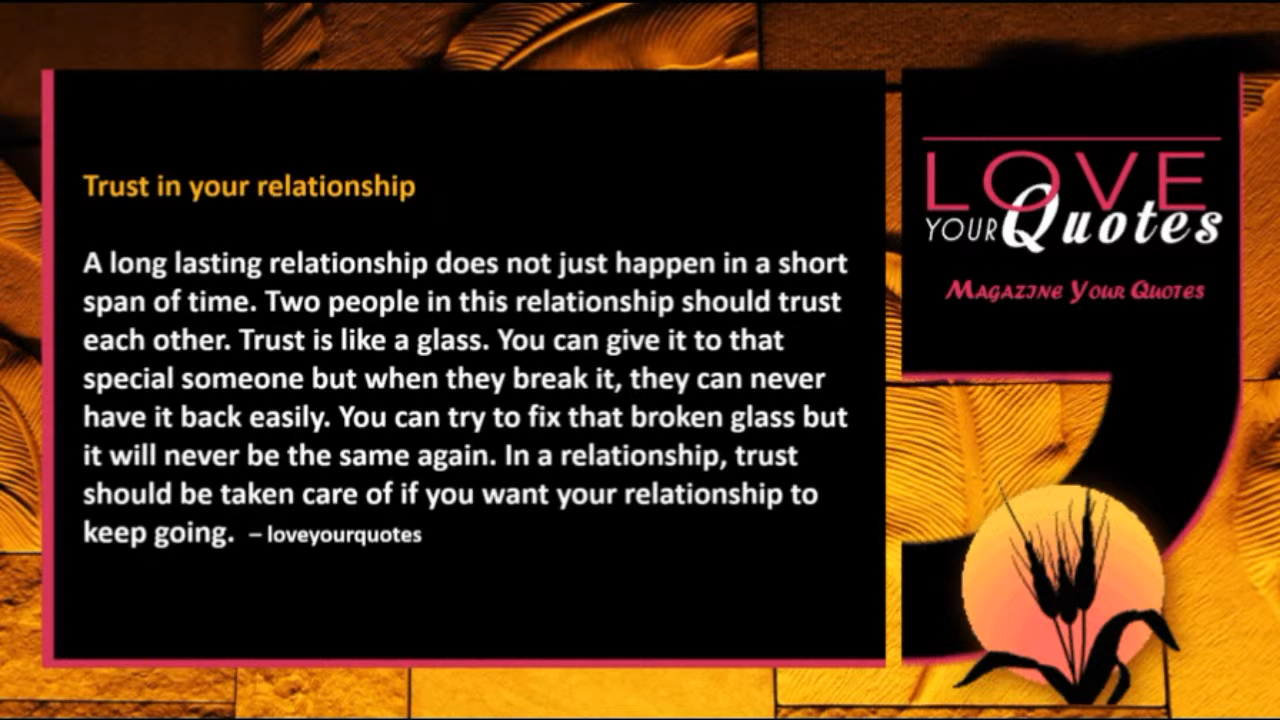 Trust in your relationship
A long lasting relationship does not just happen in a short
span of time. Two people in this relationship should trust
each other. Trust is like a glass. You can give it to that
special someone but when they break it, they can never
have it back easily. You can try to fix that broken glass but
it will never be the same again. In a relationship, trust
should be taken care of if you want your relationship to
keep going. – loveyourquotes
LOVE
YOUR Quotes
Magazine Your Quotes